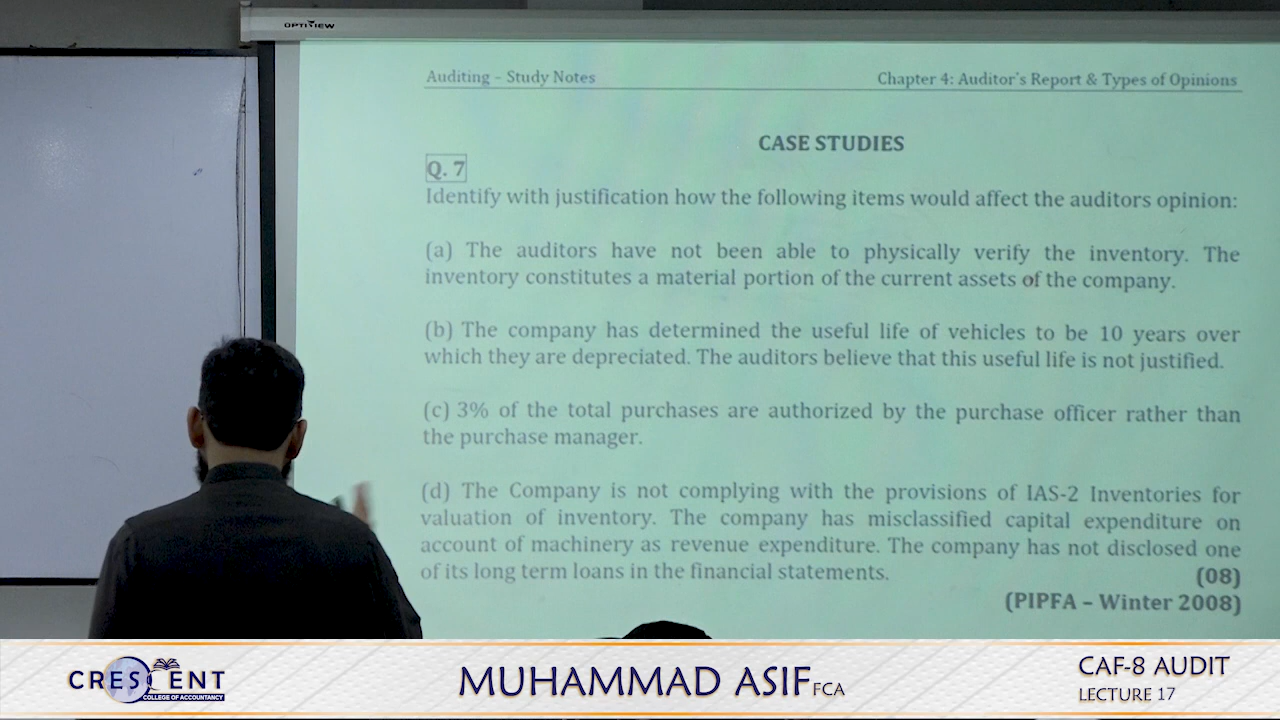 OPTIVIEW
Auditing – Study Notes
Chapter 4: Auditor's Report & Types of Opinions
CASE STUDIES
Q. 7
Identify with justification how the following items would affect the auditors opinion:
(a) The auditors have not been able to physically verify the inventory. The
inventory constitutes a material portion of the current assets of the company.
(b) The company has determined the useful life of vehicles to be 10 years over
which they are depreciated. The auditors believe that this useful life is not justified.
(c) 3% of the total purchases are authorized by the purchase officer rather than
the purchase manager.
(d) The Company is not complying with the provisions of IAS-2 Inventories for
valuation of inventory. The company has misclassified capital expenditure on
account of machinery as revenue expenditure. The company has not disclosed one
of its long term loans in the financial statements. (08)
(PIPFA – Winter 2008)
CRESCENT
COLLEGE OF ACCOUNTANCY
MUHAMMAD ASIF FCA
CAF-8 AUDIT
LECTURE 17